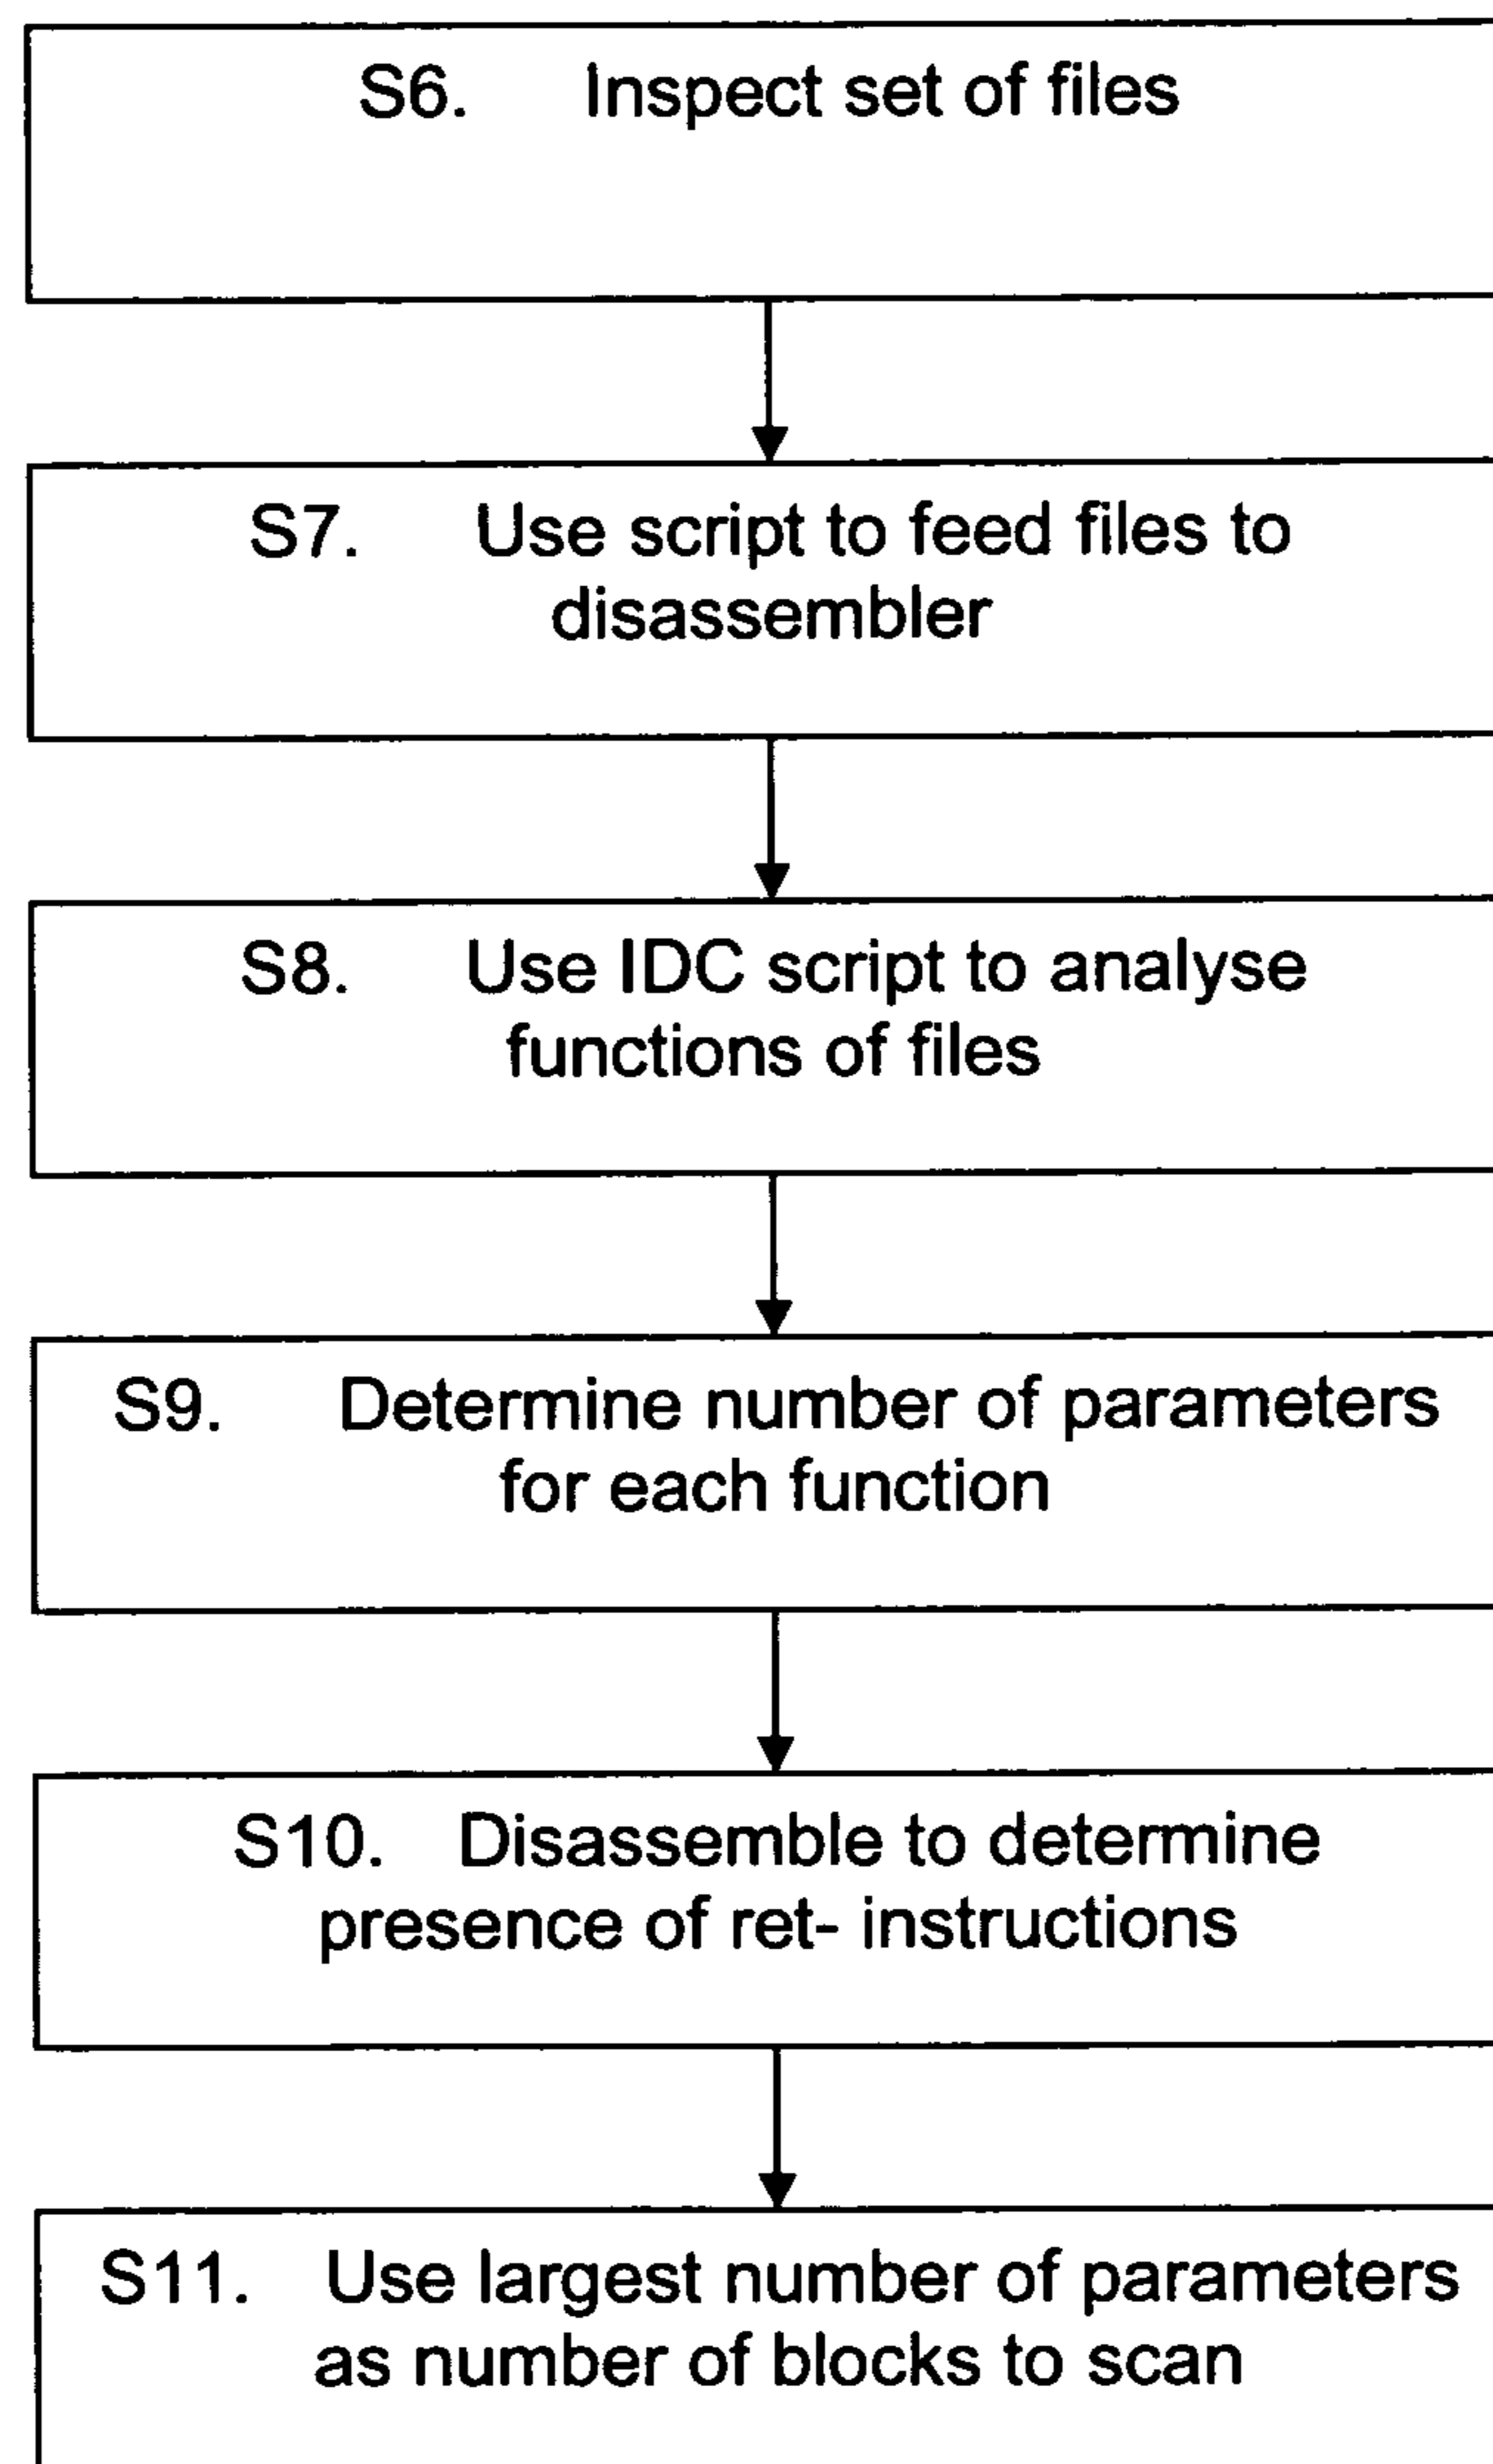 S6. Inspect set of files
S7. Use script to feed files to
disassembler
S8. Use IDC script to analyse
functions of files
S9. Determine number of parameters
for each function
S10. Disassemble to determine
presence of ret- instructions
S11. Use largest number of parameters
as number of blocks to scan